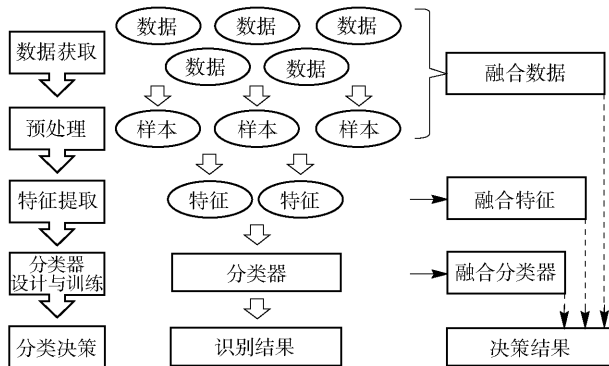 数据获取
预处理
特征提取
分类器
设计与训练
分类决策
数据 数据 数据
数据 数据
样本 样本 样本
特征 特征
分类器
识别结果
融合数据
融合特征
融合分类器
决策结果